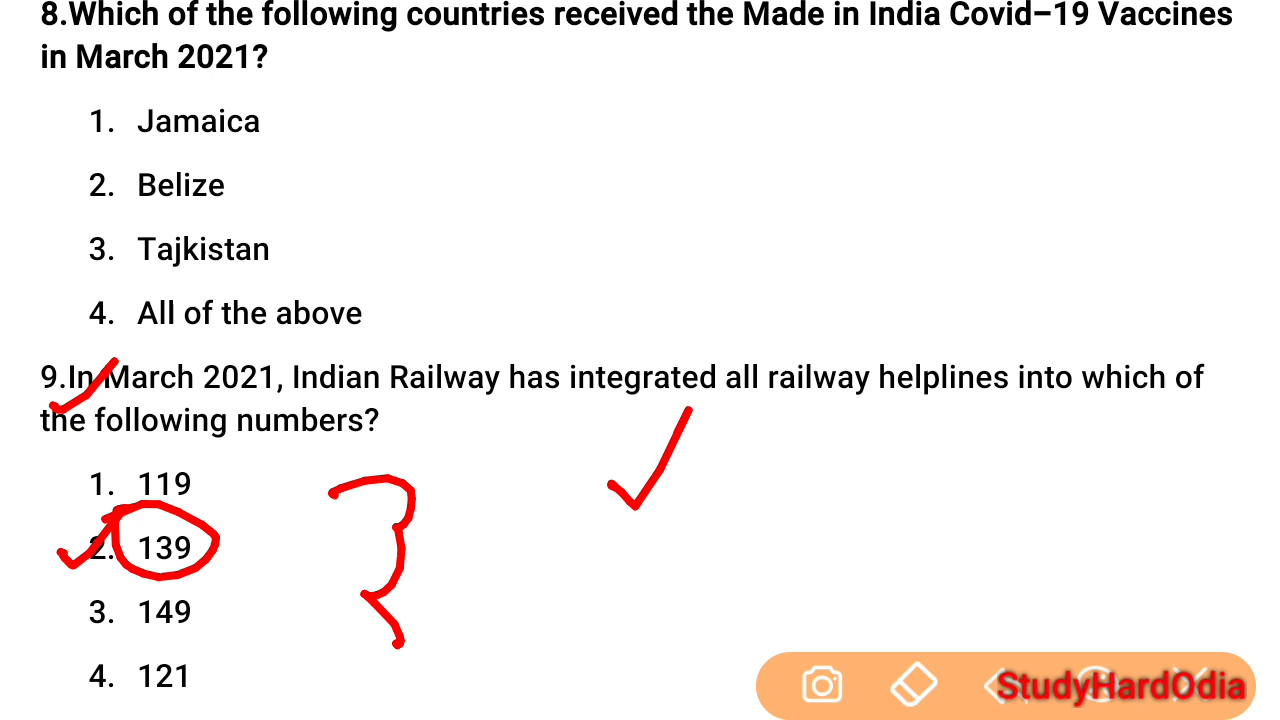 8.Which of the following countries received the Made in India Covid–19 Vaccines
in March 2021?
1. Jamaica
2. Belize
3. Tajkistan
4. All of the above
9.In March 2021, Indian Railway has integrated all railway helplines into which of
the following numbers?
1. 119
2. 139
3. 149
4. 121
StudyHardOdia